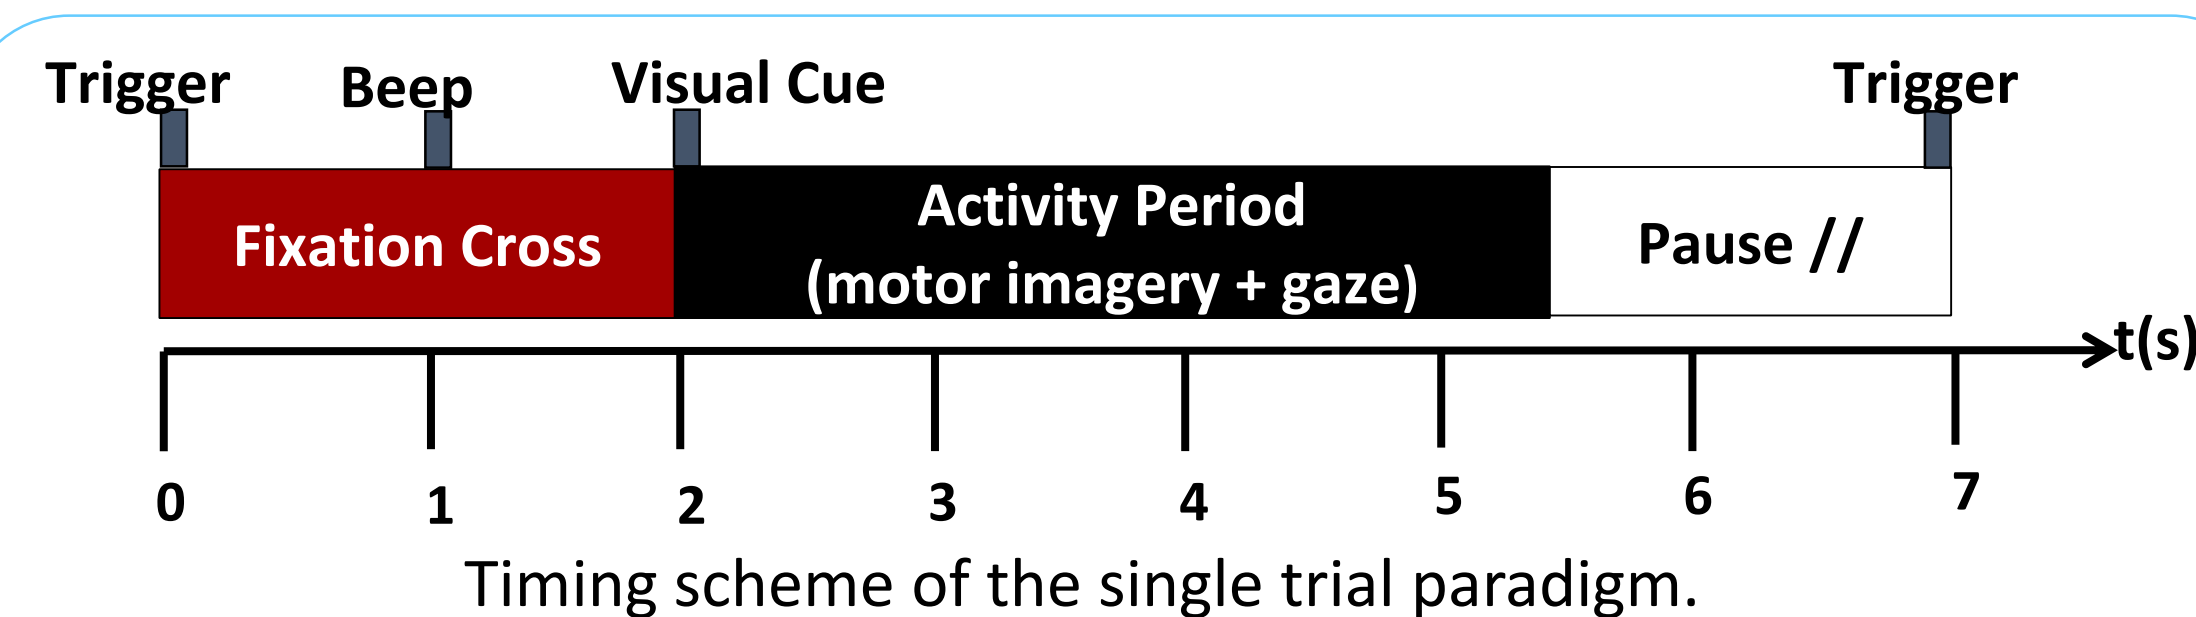 Trigger
Beep
Visual Cue
Trigger
Fixation Cross
Activity Period
(motor imagery + gaze)
Pause //
t(s)
0
1
2
3
4
5
6
7
Timing scheme of the single trial paradigm.